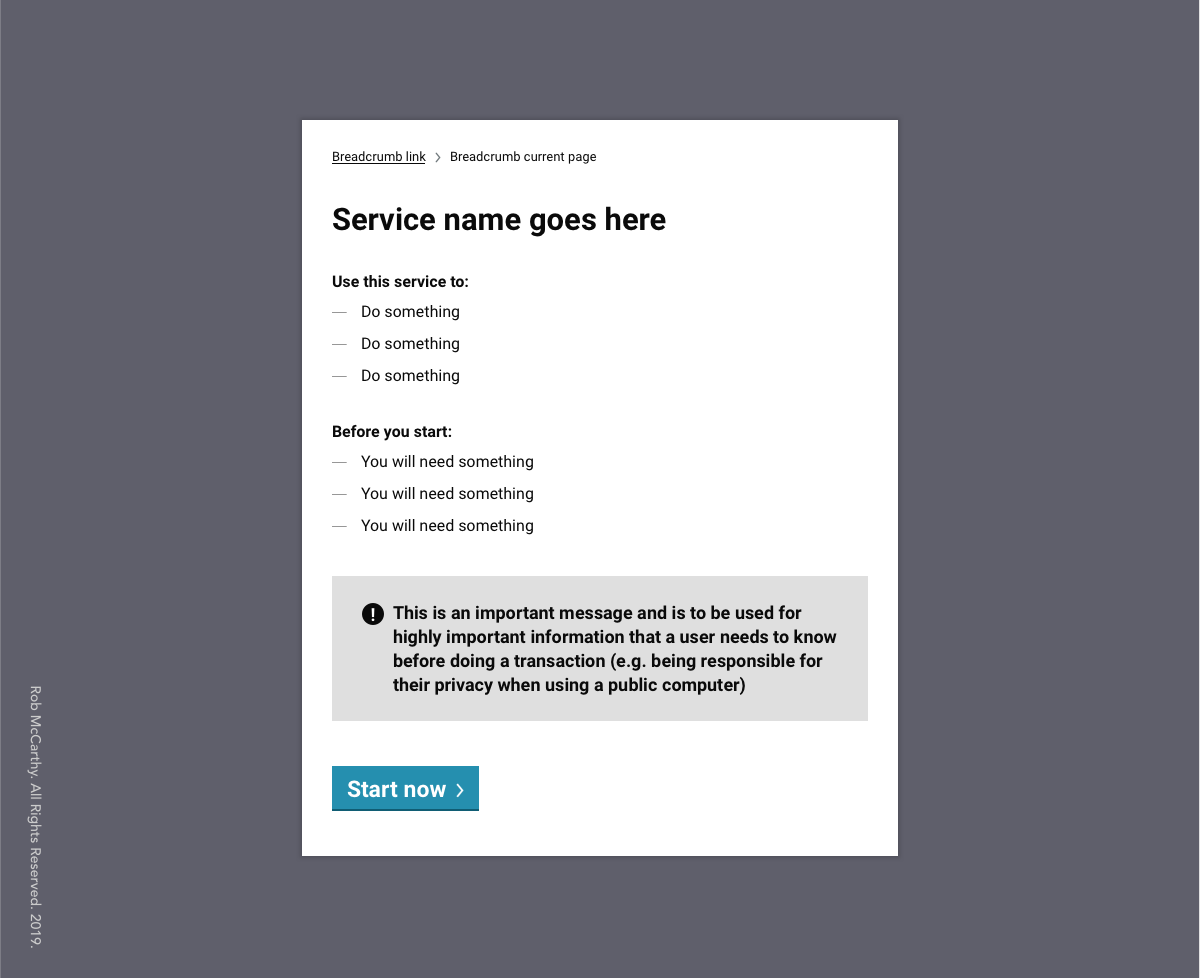 Breadcrumb link > Breadcrumb current page
Service name goes here
Use this service to:
— Do something
— Do something
— Do something
Before you start:
— You will need something
— You will need something
— You will need something
This is an important message and is to be used for
highly important information that a user needs to know
before doing a transaction (e.g. being responsible for
their privacy when using a public computer)
Start now >
Rob McCarthy. All Rights Reserved. 2019.